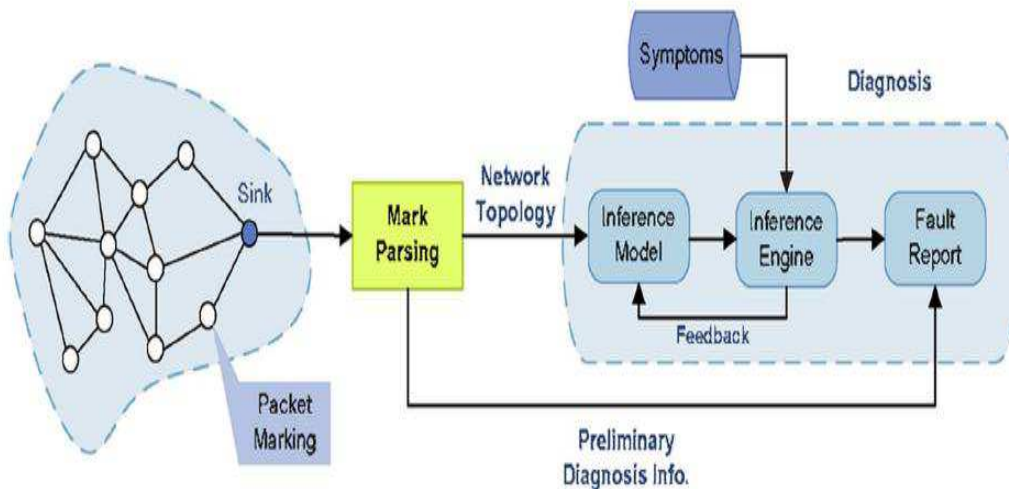 Symptoms
Diagnosis
Sink
Network
Topology
Mark
Parsing
Inference
Model
Inference
Engine
Fault
Report
Feedback
Packet
Marking
Preliminary
Diagnosis Info.